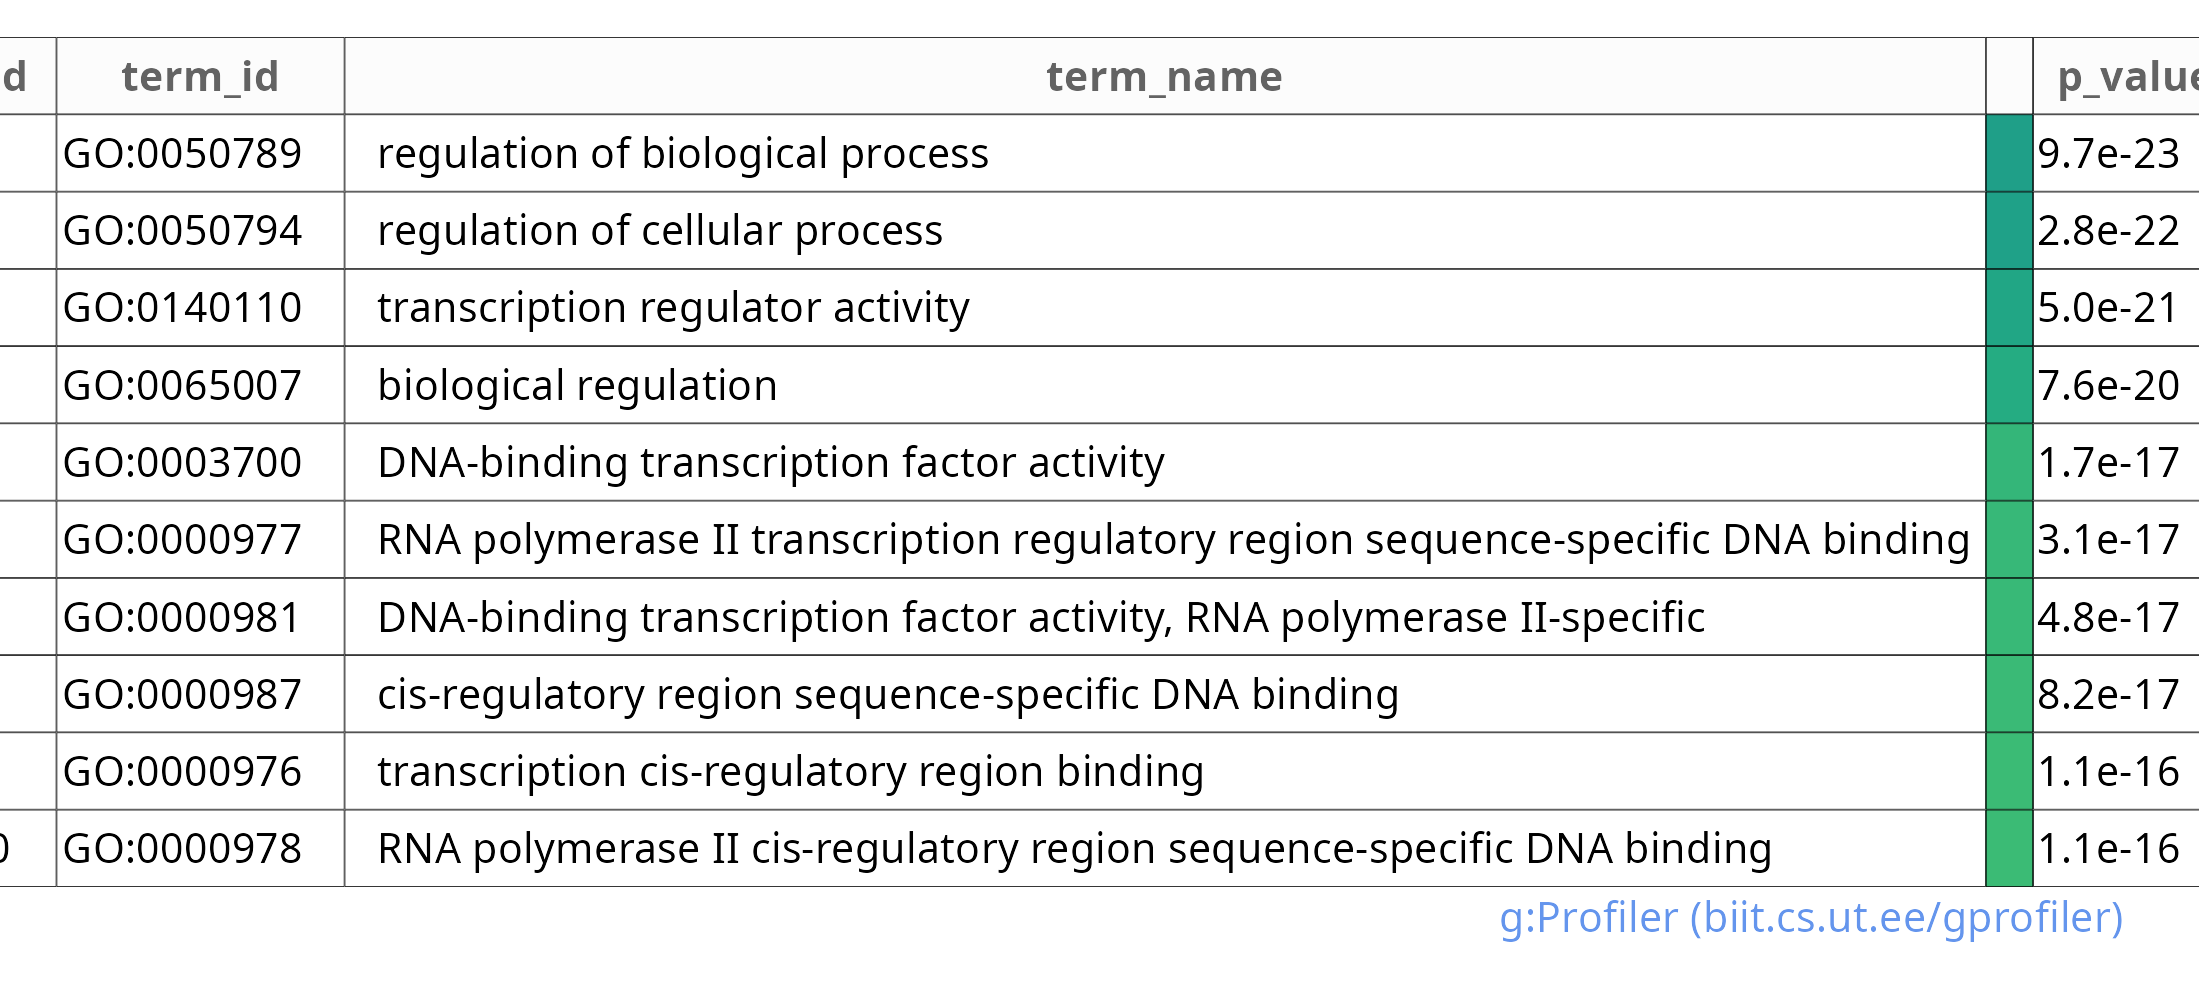 d term_id term_name p_value
GO:0050789 regulation of biological process 9.7e-23
GO:0050794 regulation of cellular process 2.8e-22
GO:0140110 transcription regulator activity 5.0e-21
GO:0065007 biological regulation 7.6e-20
GO:0003700 DNA-binding transcription factor activity 1.7e-17
GO:0000977 RNA polymerase II transcription regulatory region sequence-specific DNA binding 3.1e-17
GO:0000981 DNA-binding transcription factor activity, RNA polymerase II-specific 4.8e-17
GO:0000987 cis-regulatory region sequence-specific DNA binding 8.2e-17
GO:0000976 transcription cis-regulatory region binding 1.1e-16
0 GO:0000978 RNA polymerase II cis-regulatory region sequence-specific DNA binding 1.1e-16
g:Profiler (biit.cs.ut.ee/gprofiler)